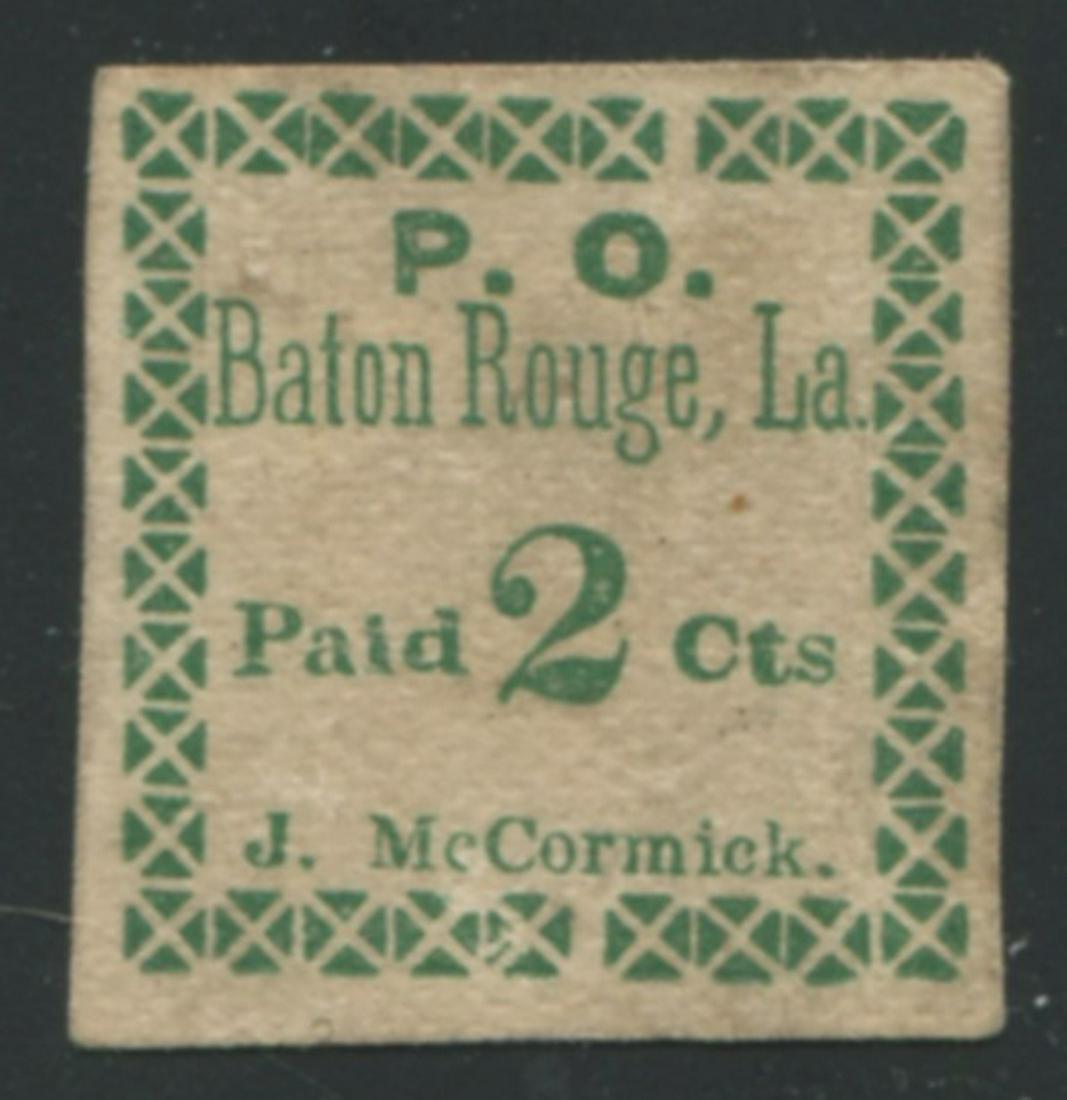 P. O.
Baton Rouge, La.
Paid 2 Cts
J. McCormick.